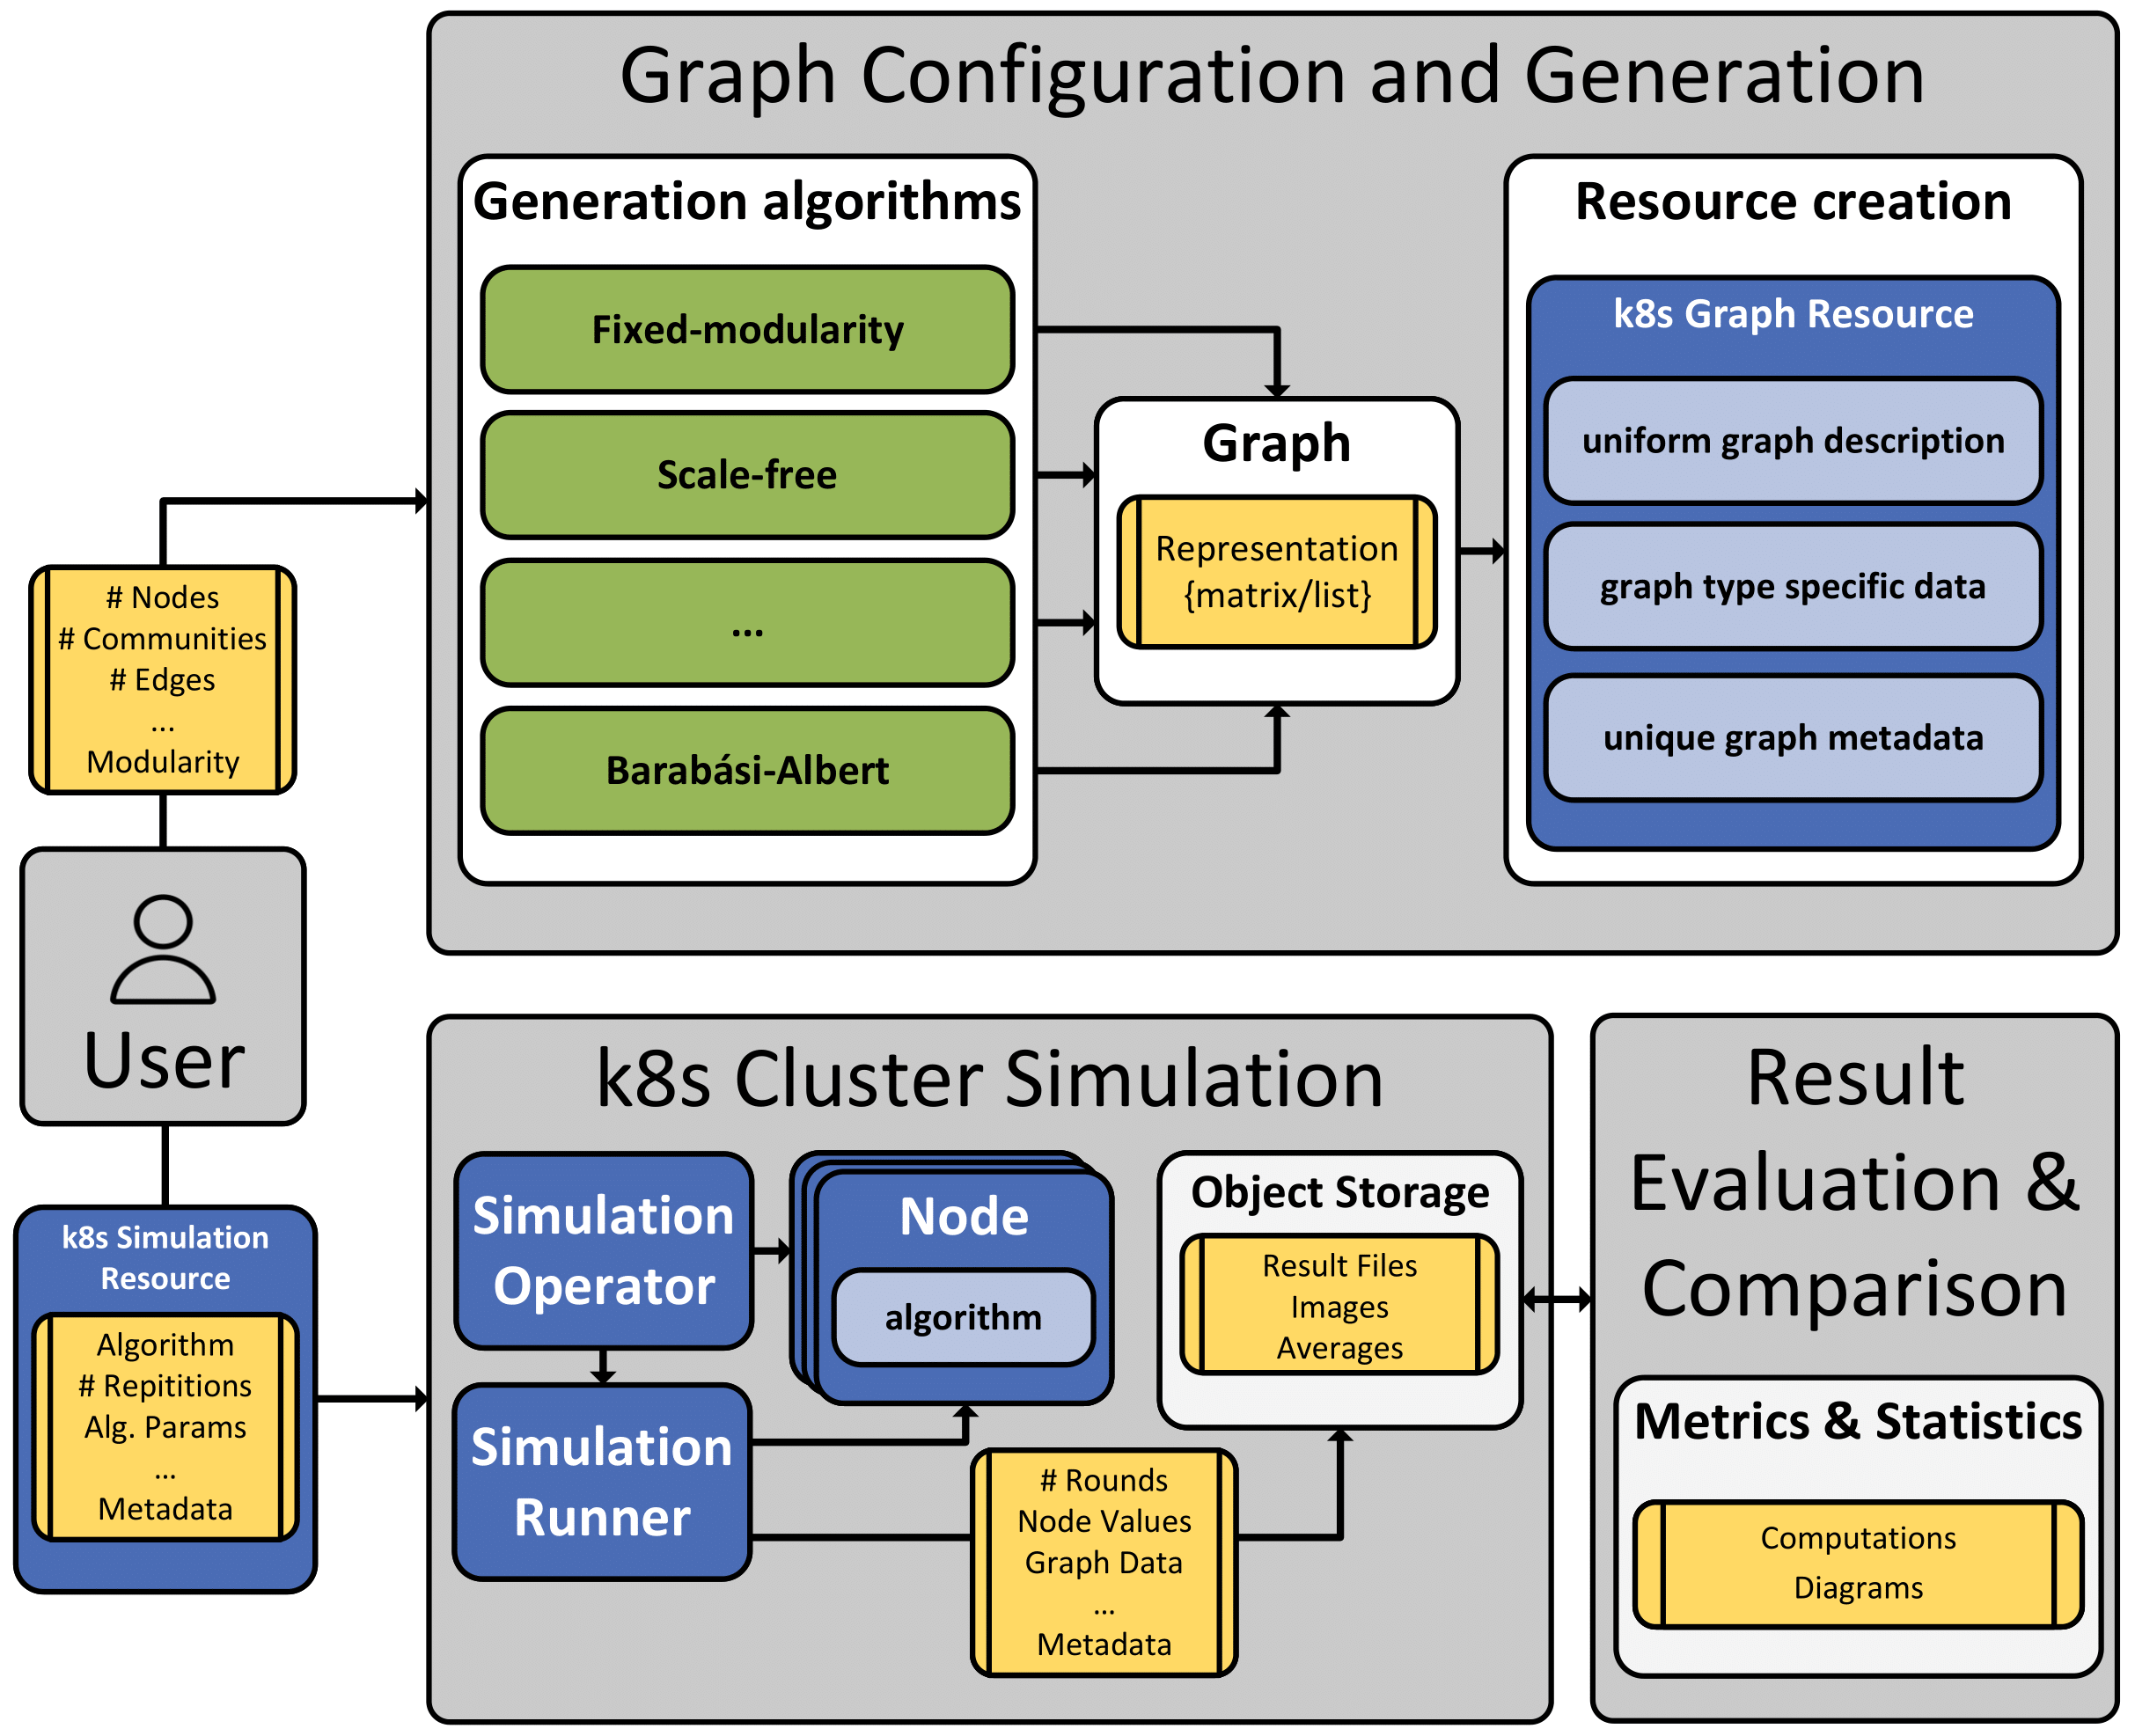 Graph Configuration and Generation
Generation algorithms
Fixed-modularity
Scale-free
...
Barabási-Albert
Graph
Representation
{matrix/list}
Resource creation
k8s Graph Resource
uniform graph description
graph type specific data
unique graph metadata
# Nodes
# Communities
# Edges
...
Modularity
User
k8s Simulation
Resource
Algorithm
# Repititions
Alg. Params
...
Metadata
k8s Cluster Simulation
Simulation
Operator
Node
algorithm
Simulation
Runner
# Rounds
Node Values
Graph Data
...
Metadata
Object Storage
Result Files
Images
Averages
Result
Evaluation &
Comparison
Metrics & Statistics
Computations
Diagrams